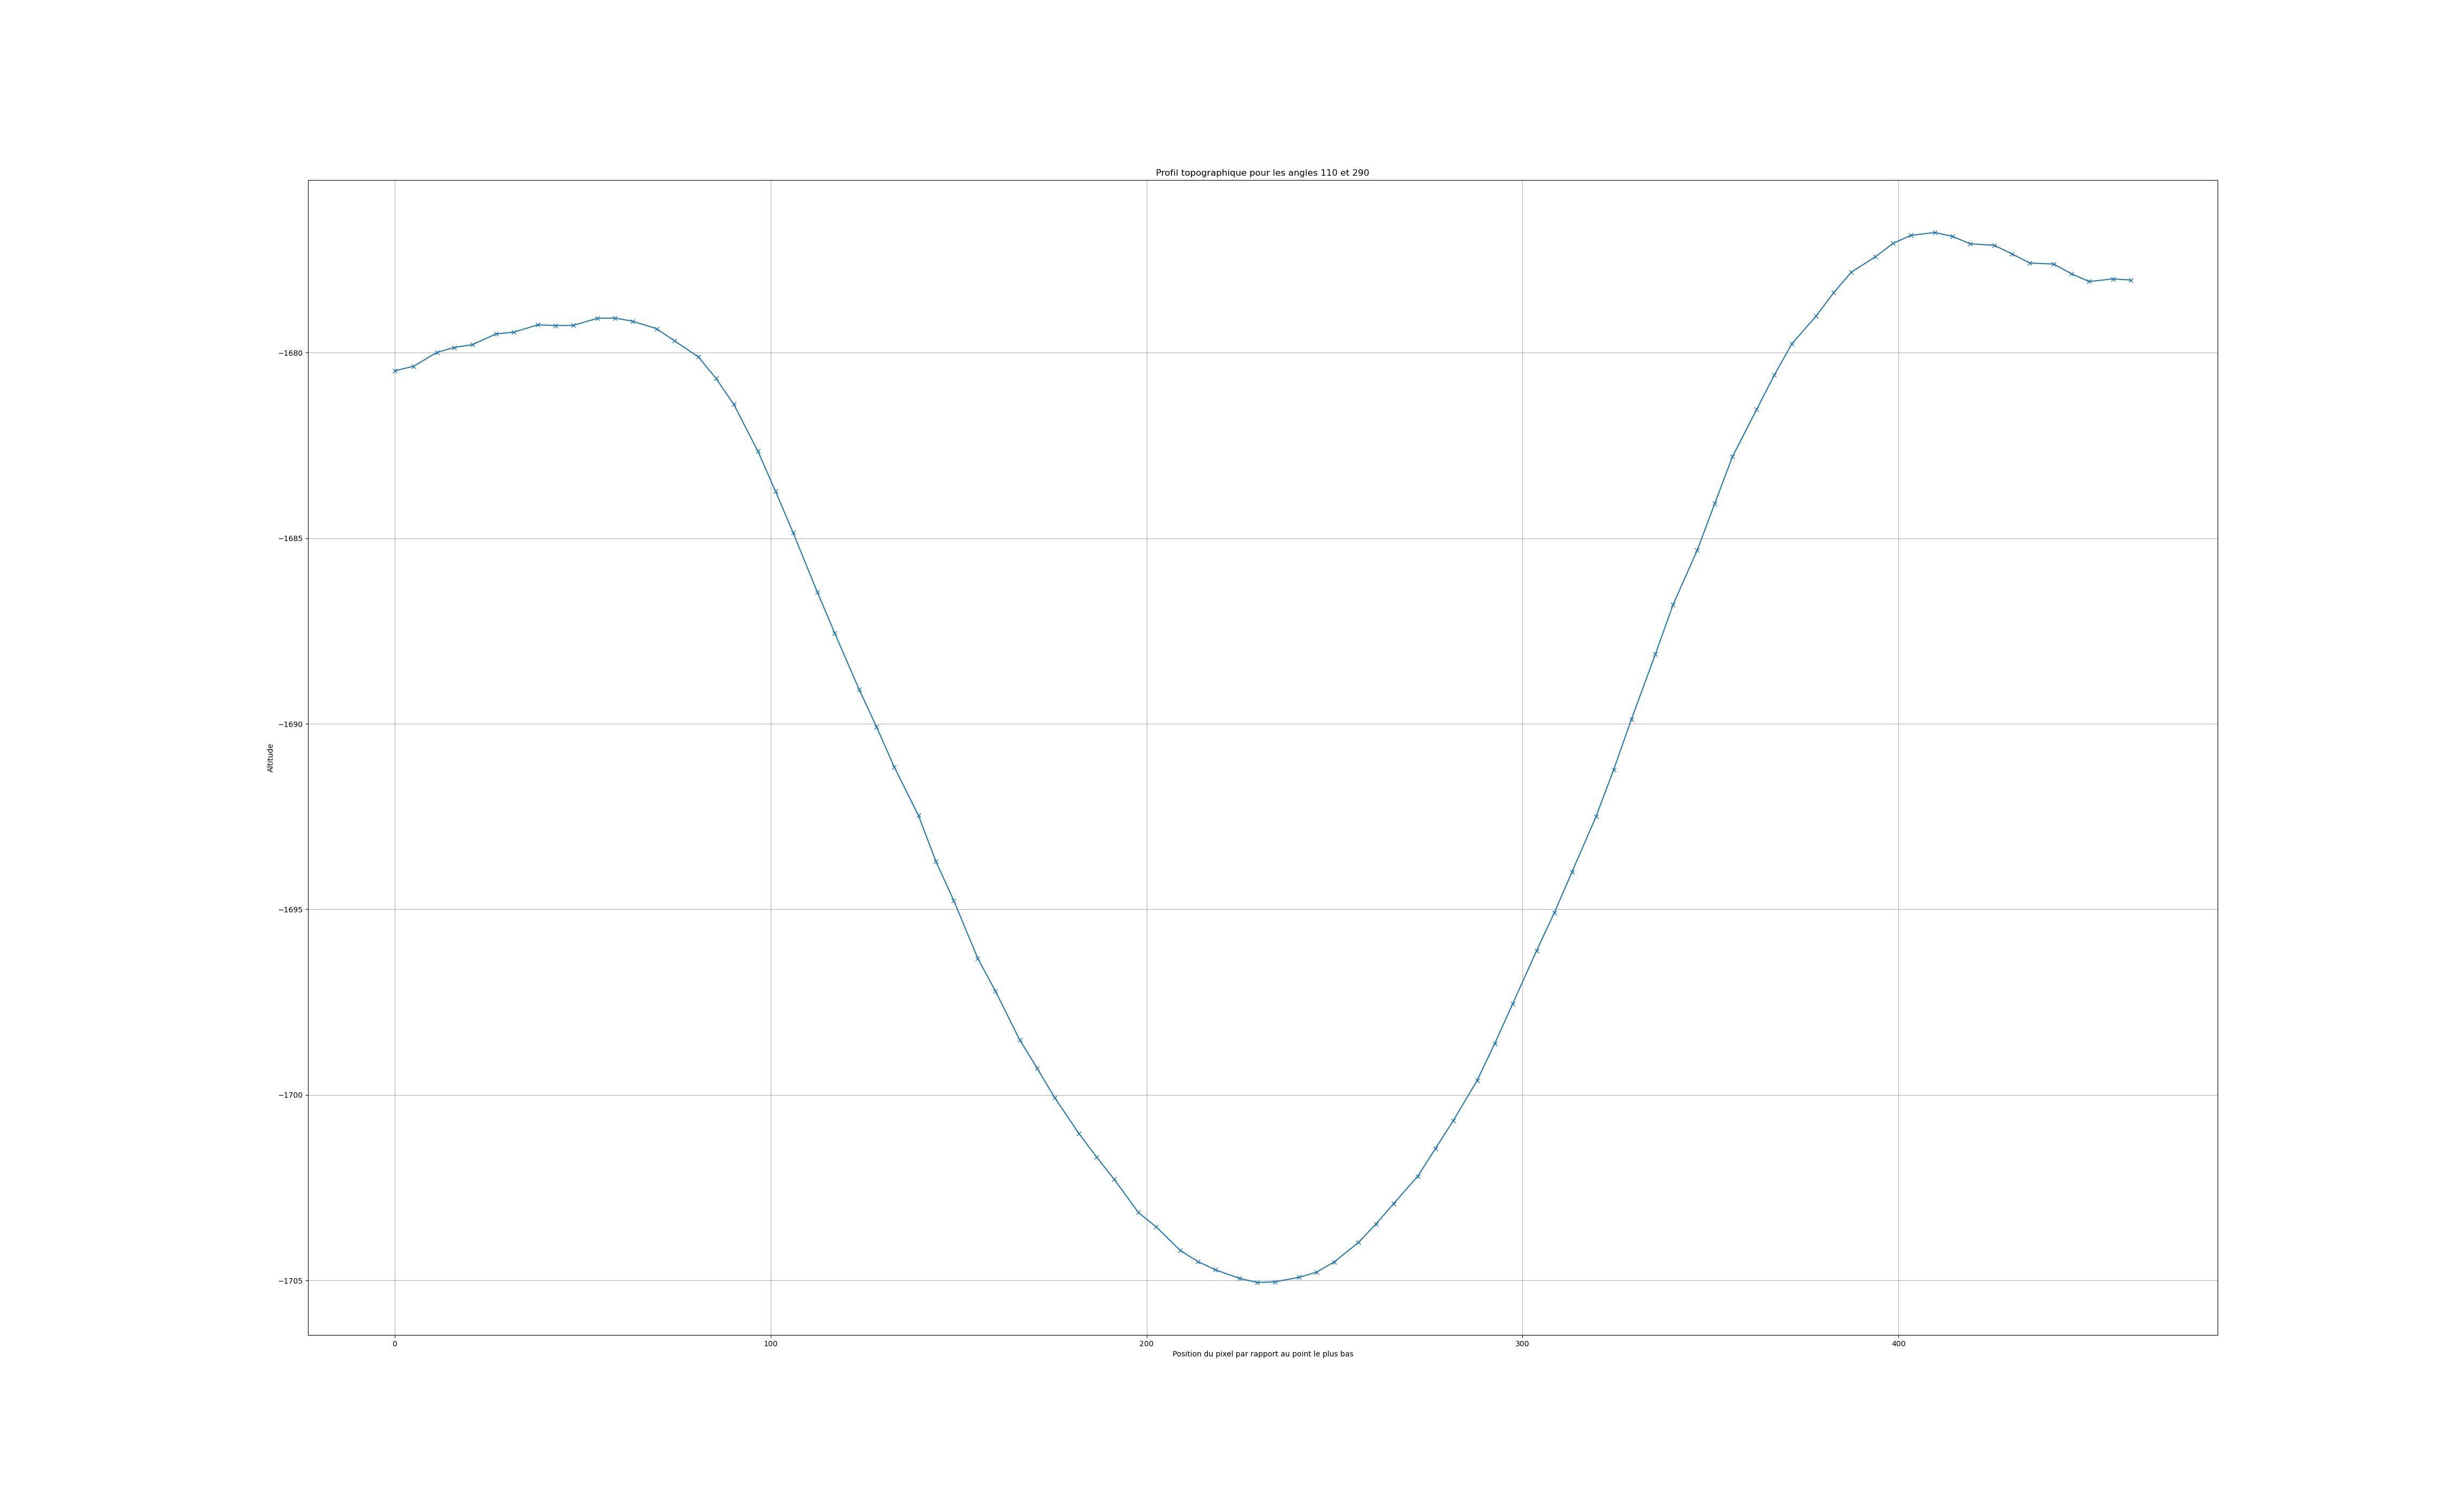 Profil topographique pour les angles 110 et 290
−1680
−1685
−1690
Altitude
−1695
−1700
−1705
0 100 200 300 400
Position du pixel par rapport au point le plus bas